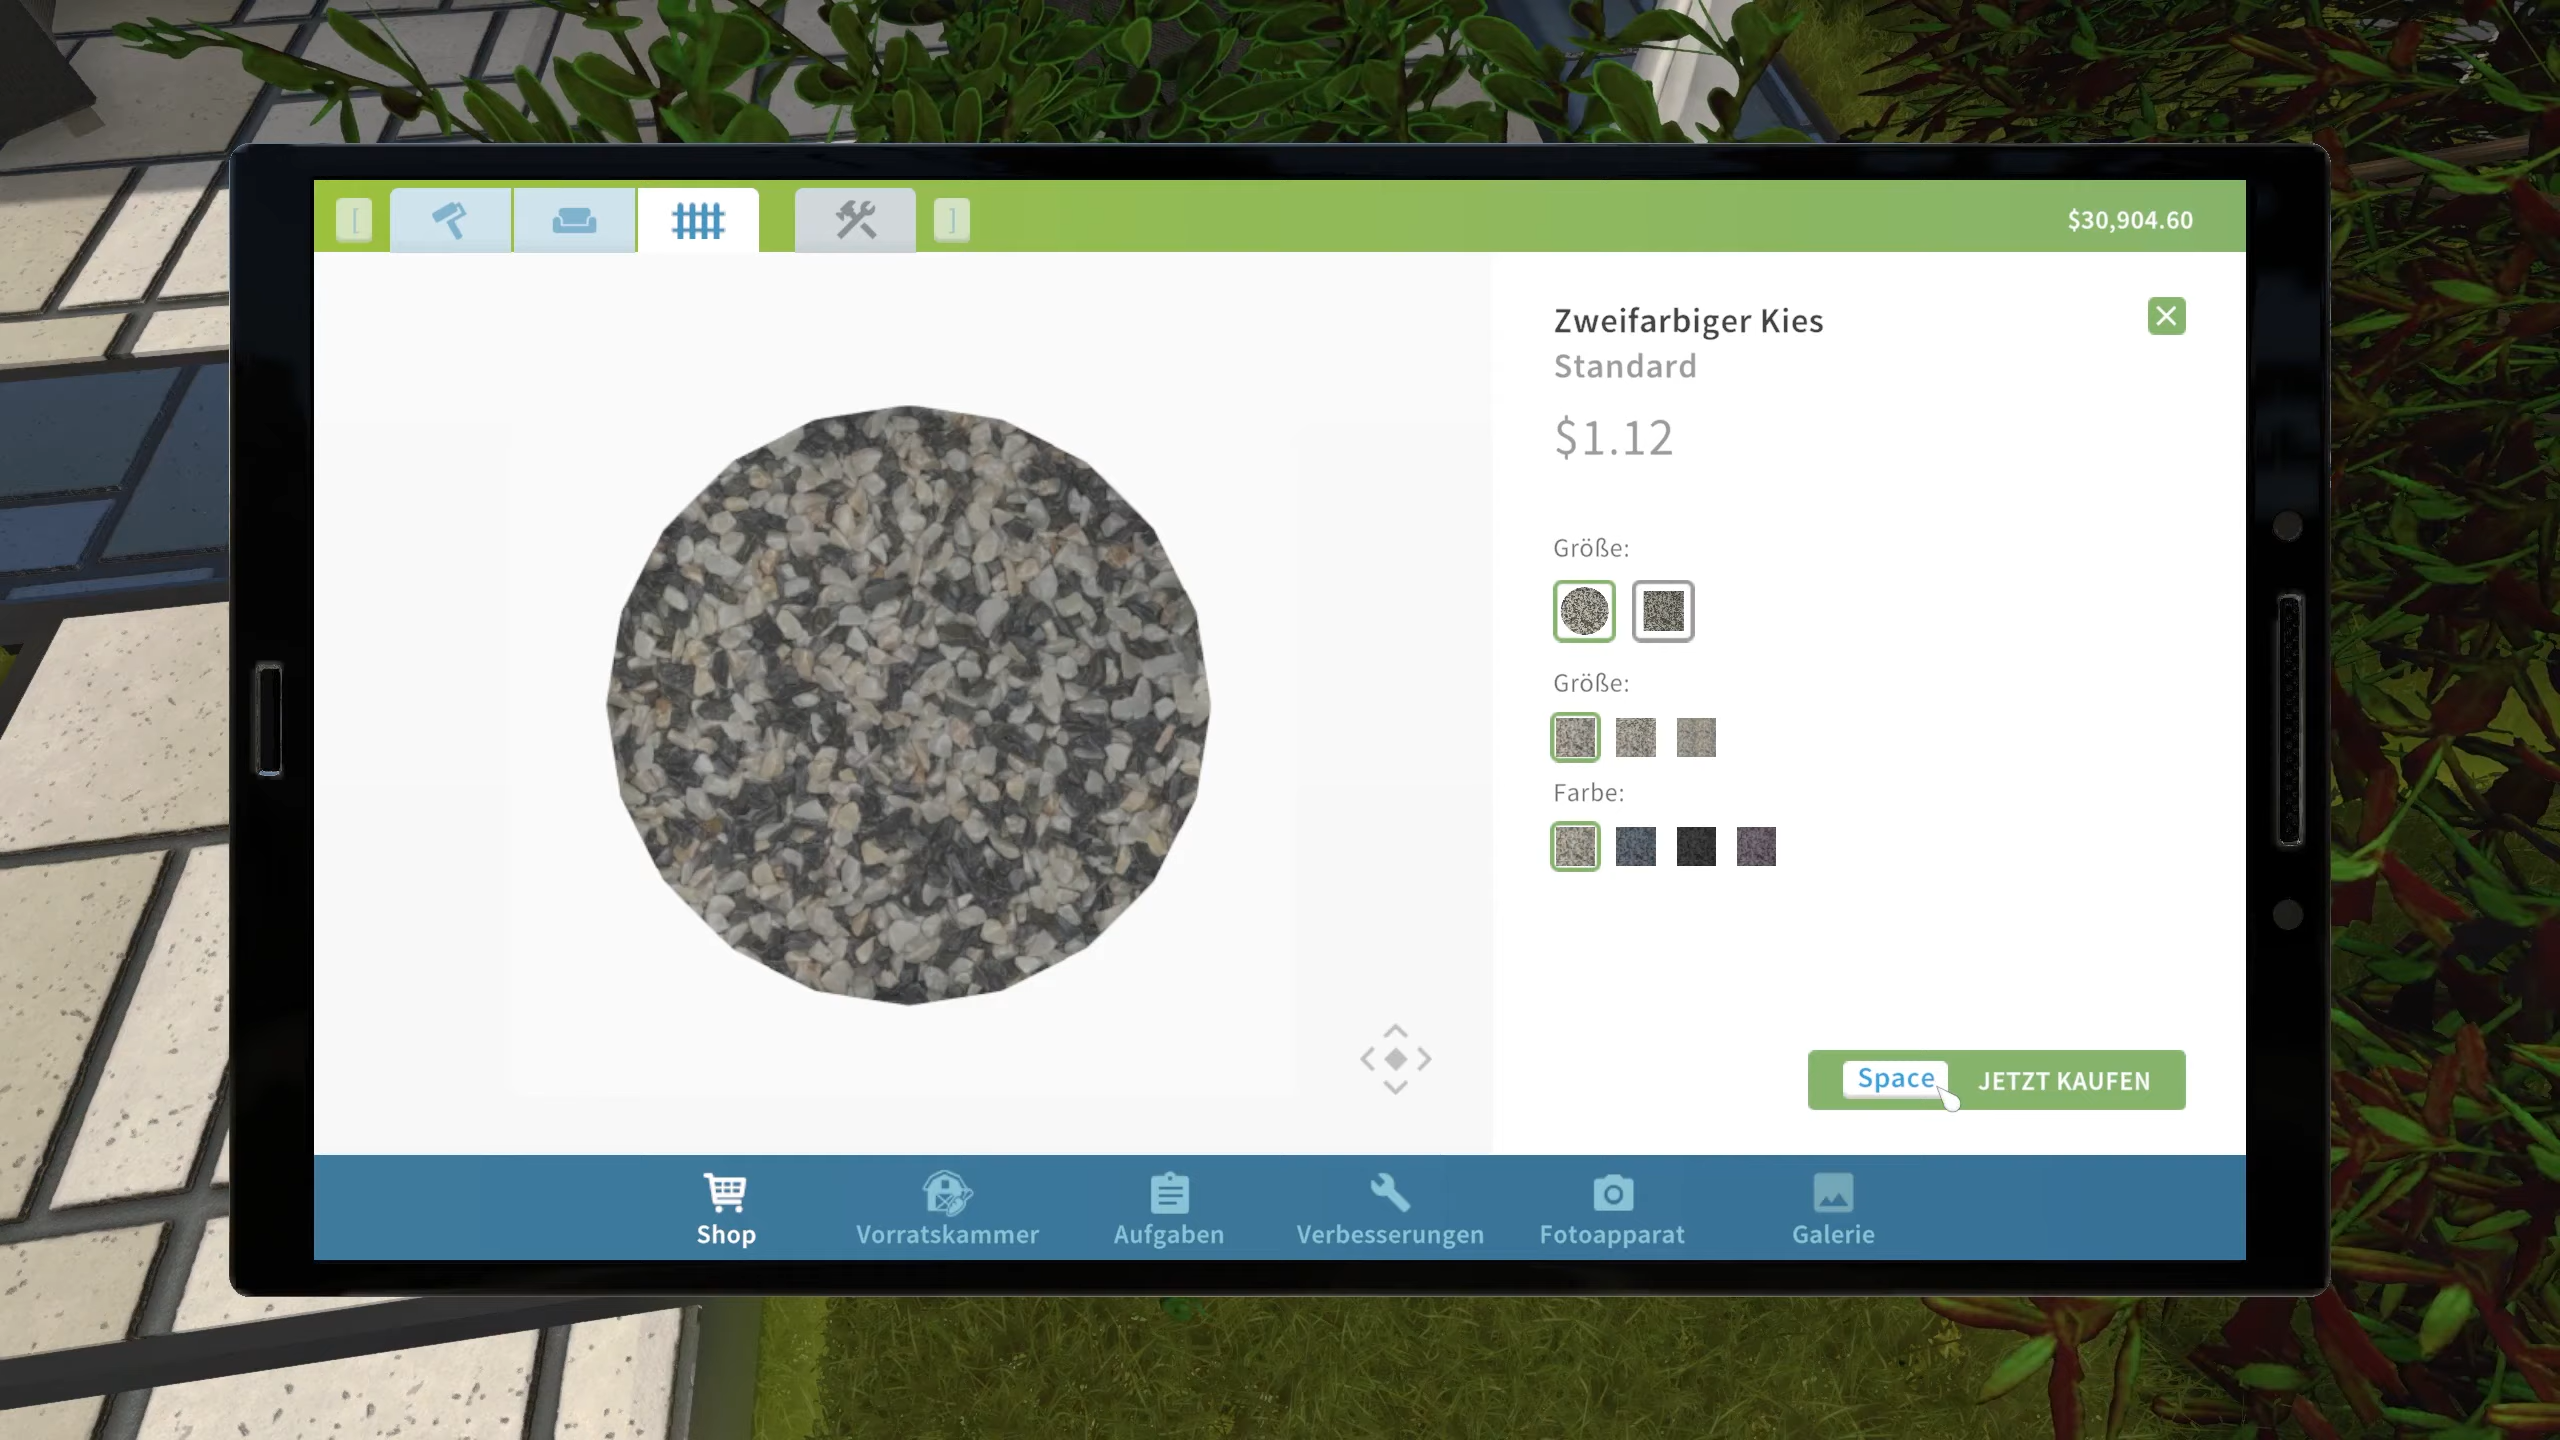 [
]
$30,904.60
Zweifarbiger Kies
Standard
$1.12
Größe:
Größe:
Farbe:
Space JETZT KAUFEN
Shop
Vorratskammer
Aufgaben
Verbesserungen
Fotoapparat
Galerie